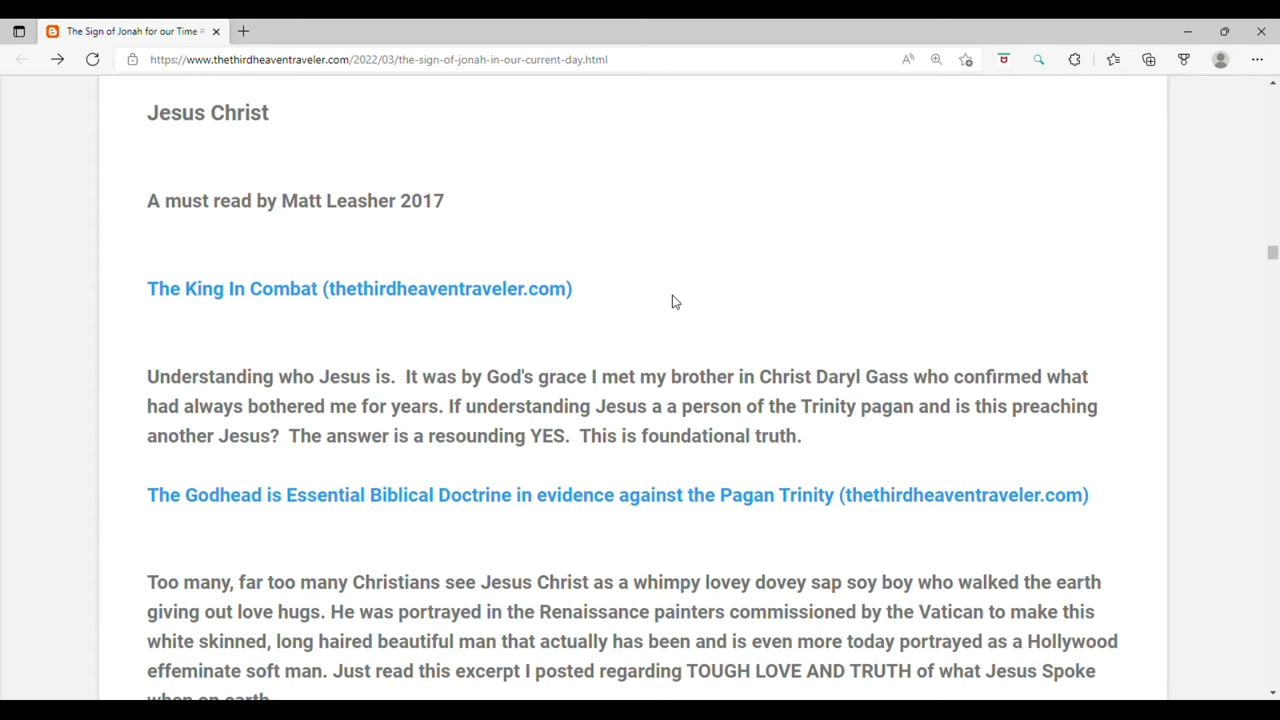 The Sign of Jonah for our Time
https://www.thethirdheaventraveler.com/2022/03/the-sign-of-jonah-in-our-current-day.html
Jesus Christ
A must read by Matt Leasher 2017
The King In Combat (thethirdheaventraveler.com)
Understanding who Jesus is.  It was by God's grace I met my brother in Christ Daryl Gass who confirmed what
had always bothered me for years. If understanding Jesus a a person of the Trinity pagan and is this preaching
another Jesus?  The answer is a resounding YES.  This is foundational truth.
The Godhead is Essential Biblical Doctrine in evidence against the Pagan Trinity (thethirdheaventraveler.com)
Too many, far too many Christians see Jesus Christ as a whimpy lovey dovey sap soy boy who walked the earth
giving out love hugs. He was portrayed in the Renaissance painters commissioned by the Vatican to make this
white skinned, long haired beautiful man that actually has been and is even more today portrayed as a Hollywood
effeminate soft man. Just read this excerpt I posted regarding TOUGH LOVE AND TRUTH of what Jesus Spoke
when on earth